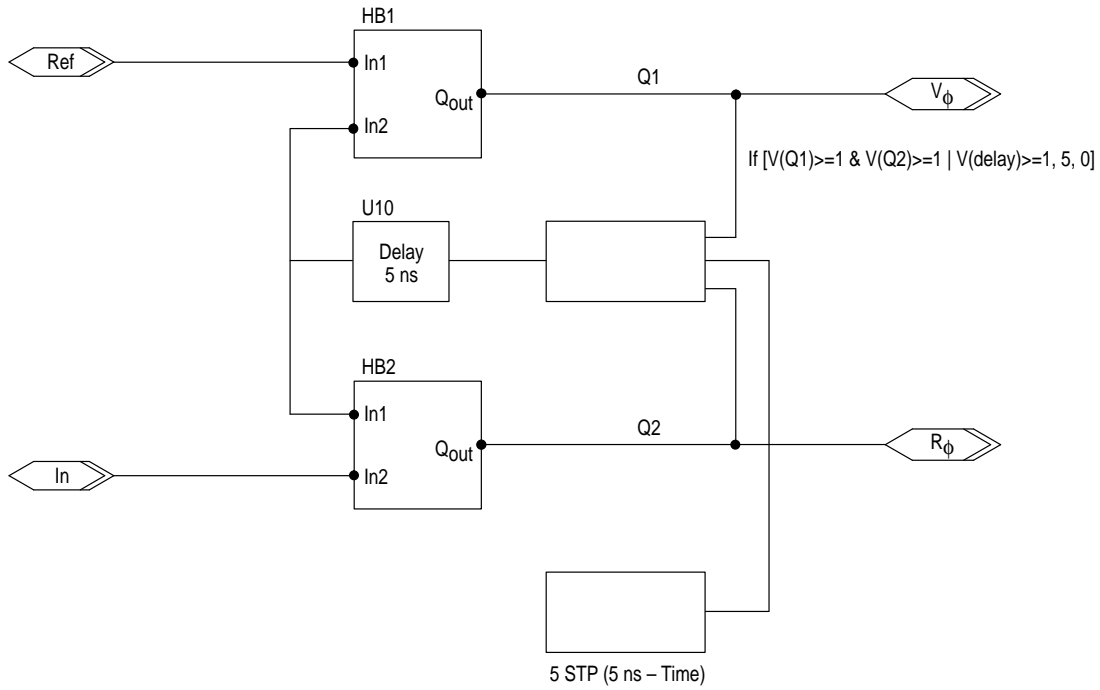 HB1
Ref
In1
Qout
In2
Q1
Vϕ
If [V(Q1)>=1 & V(Q2)>=1 | V(delay)>=1, 5, 0]
U10
Delay
5 ns
HB2
In1
Qout
In2
Q2
Rϕ
In
5 STP (5 ns – Time)